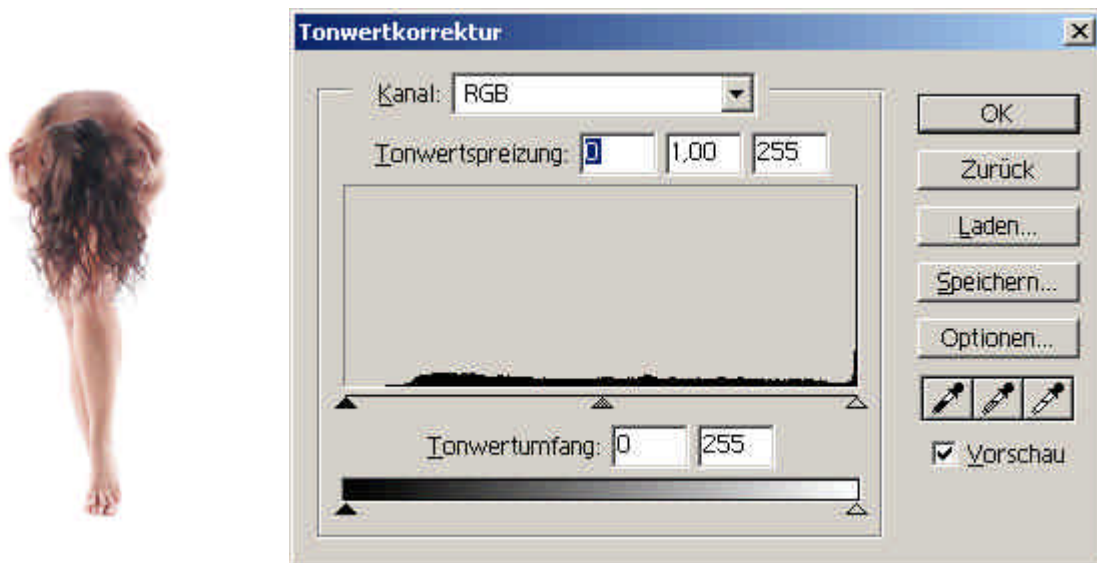 Tonwertkorrektur
Kanal: RGB
Tonwertspreizung: 0 1,00 255
Tonwertumfang: 0 255
OK
Zurück
Laden...
Speichern...
Optionen...
Vorschau